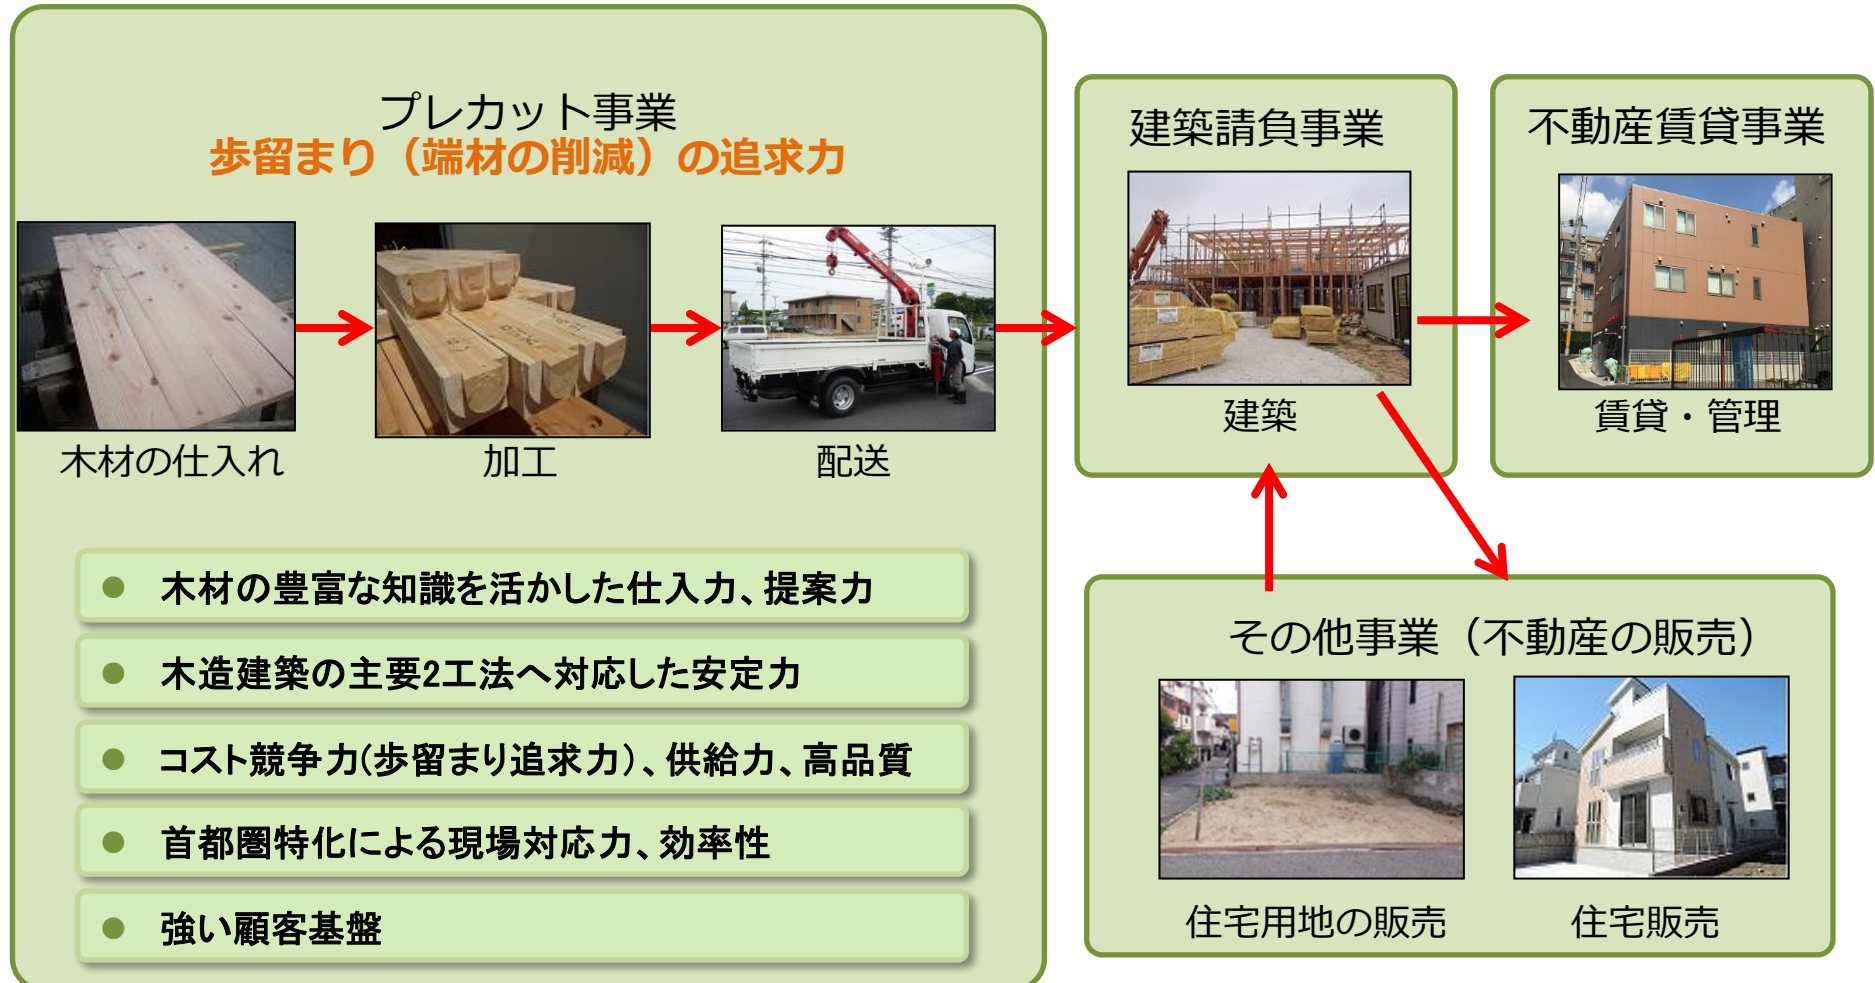 プレカット事業
歩留まり（端材の削減）の追求力
木材の仕入れ
加工
配送
木材の豊富な知識を活かした仕入力、提案力
木造建築の主要2工法へ対応した安定力
コスト競争力(歩留まり追求力)、供給力、高品質
首都圏特化による現場対応力、効率性
強い顧客基盤
建築請負事業
建築
不動産賃貸事業
賃貸・管理
その他事業（不動産の販売）
住宅用地の販売
住宅販売